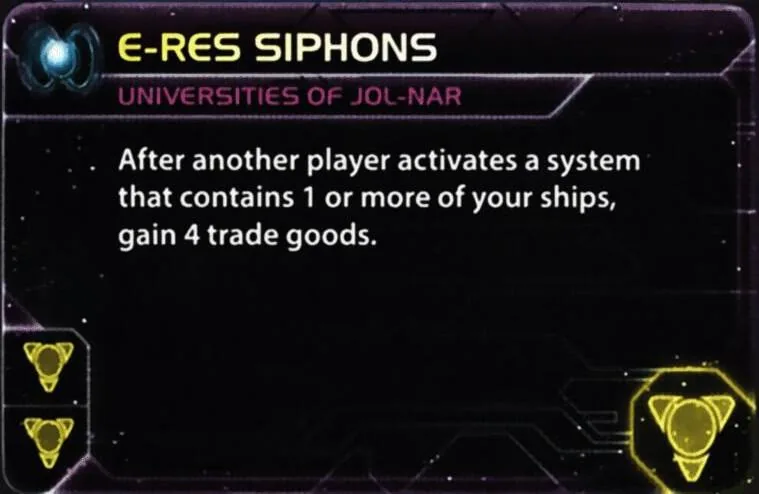 E-RES SIPHONS
UNIVERSITIES OF JOL-NAR
After another player activates a system
that contains 1 or more of your ships,
gain 4 trade goods.